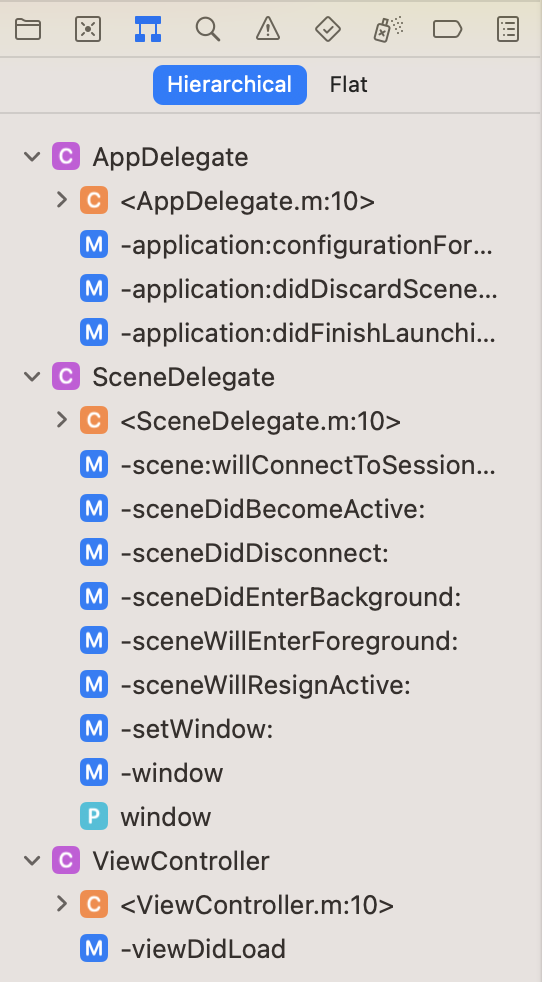 Hierarchical Flat
C AppDelegate
C <AppDelegate.m:10>
M -application:configurationFor...
M -application:didDiscardScene...
M -application:didFinishLaunchi...
C SceneDelegate
C <SceneDelegate.m:10>
M -scene:willConnectToSession...
M -sceneDidBecomeActive:
M -sceneDidDisconnect:
M -sceneDidEnterBackground:
M -sceneWillEnterForeground:
M -sceneWillResignActive:
M -setWindow:
M -window
P window
C ViewController
C <ViewController.m:10>
M -viewDidLoad